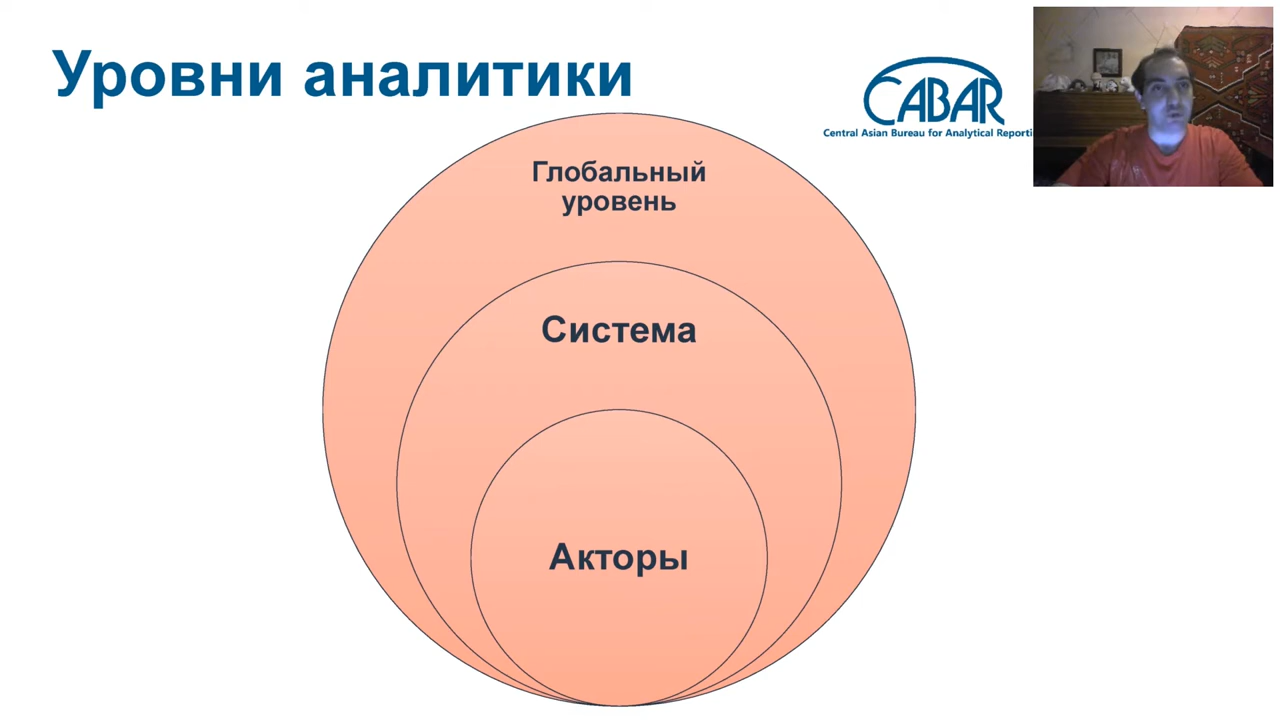 Уровни аналитики
CABAR
Central Asian Bureau for Analytical Reporti
Глобальный
уровень
Система
Акторы